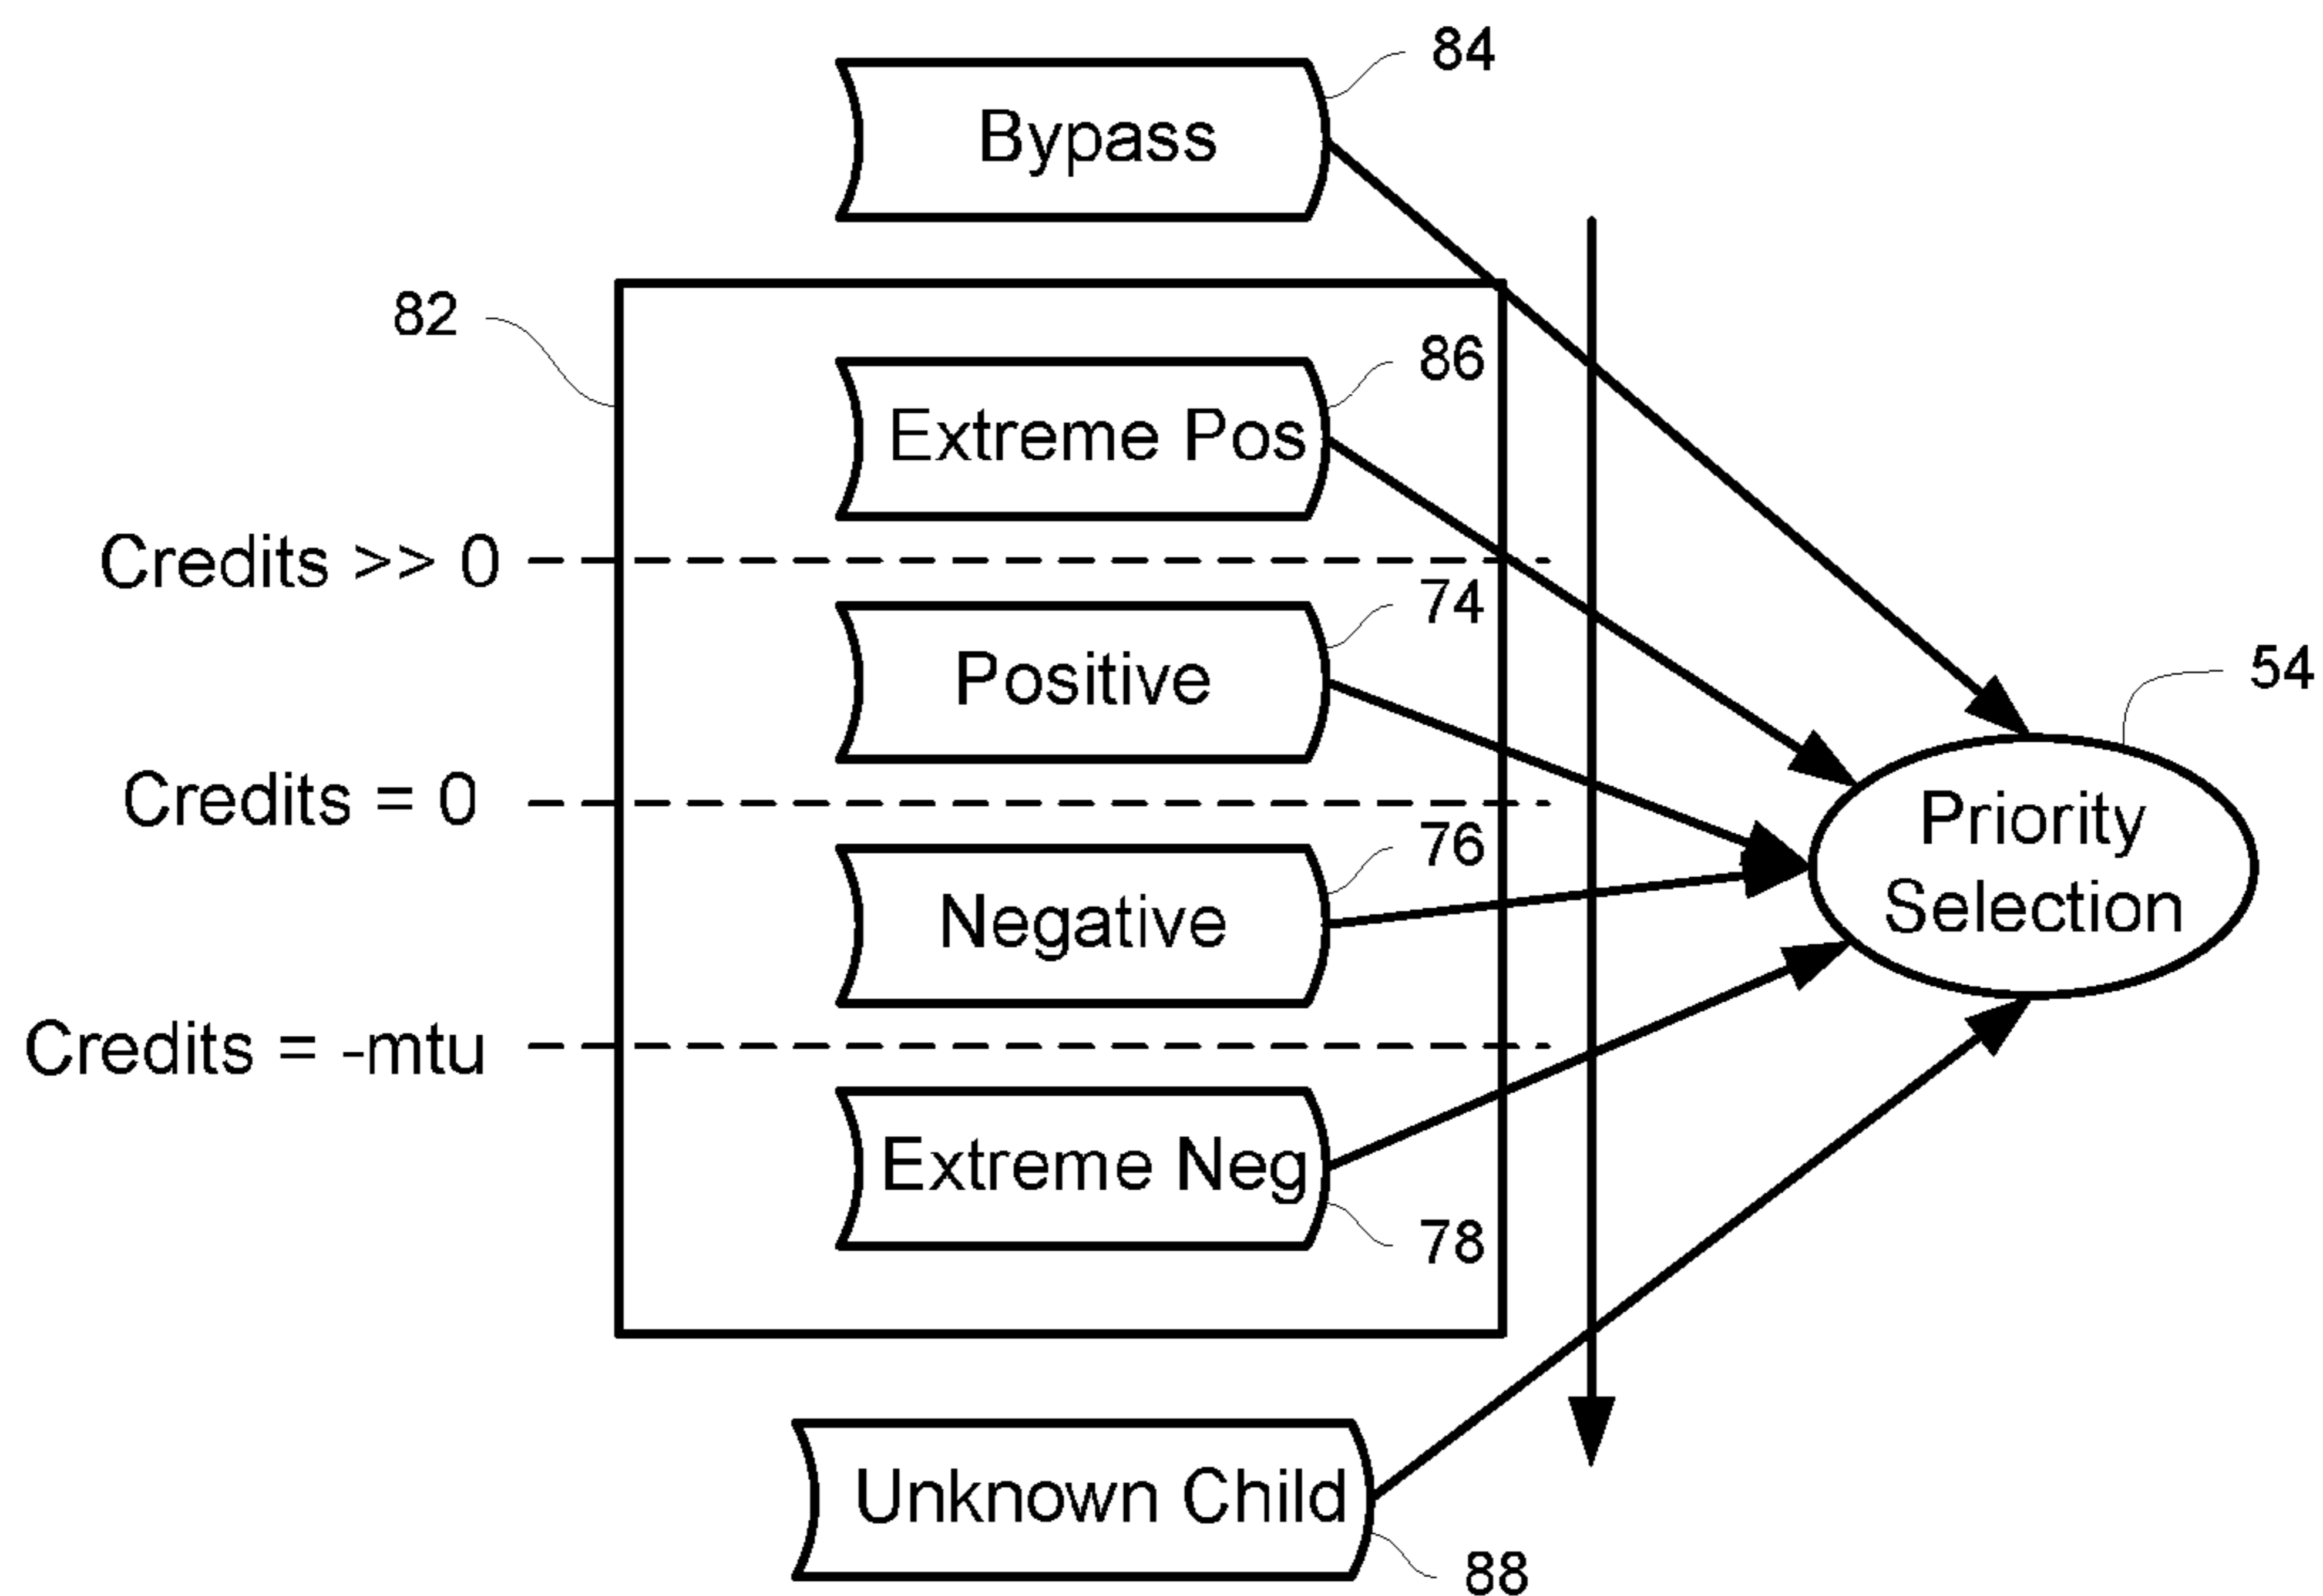 84
Bypass
82
86
Extreme Pos
Credits >> 0
74
Positive
54
Credits = 0
76
Priority
Selection
Negative
Credits = -mtu
Extreme Neg
78
Unknown Child
88